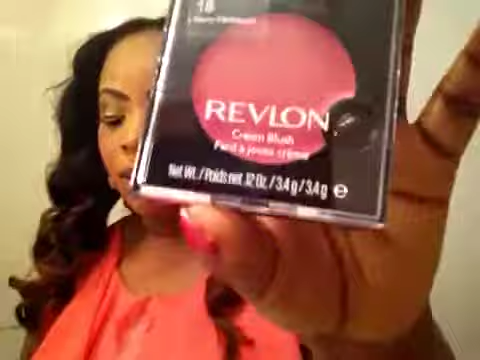 REVLON
Cream Blush
Fard à joues crème
Net Wt. / Poids net .12 Oz. / 3.4 g / 3,4 g e